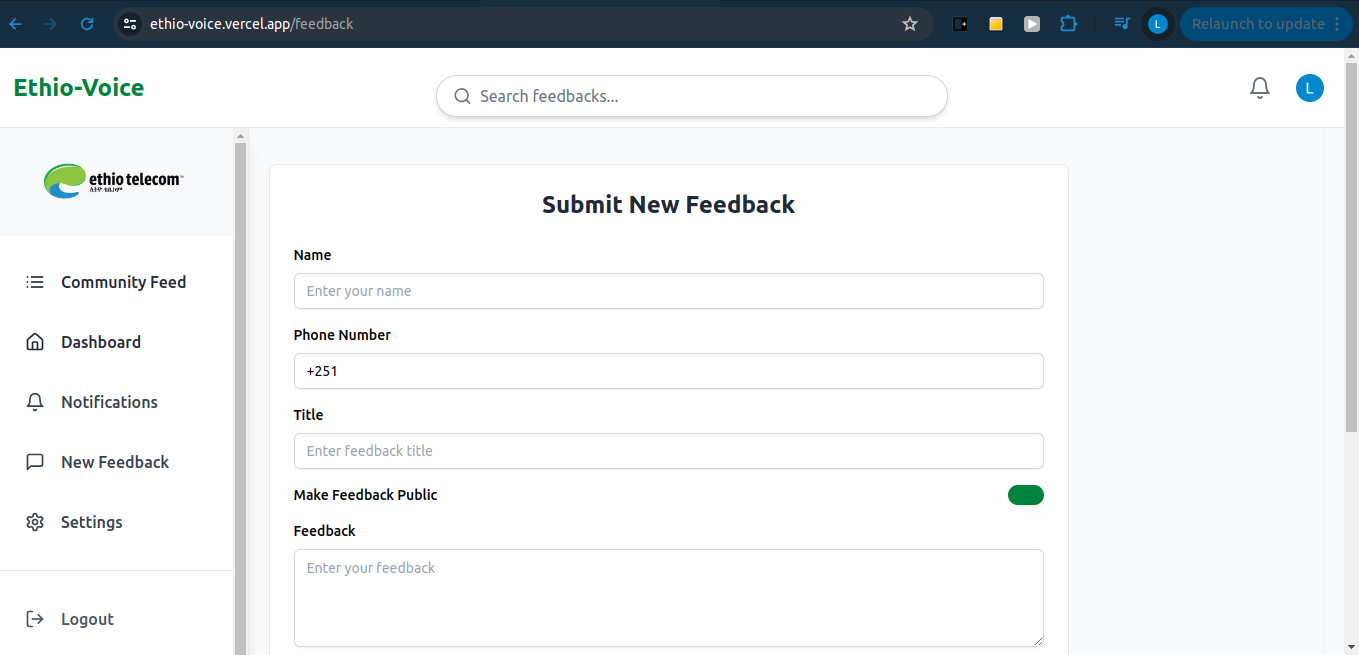 ethio-voice.vercel.app/feedback
L
Relaunch to update
Ethio-Voice
Search feedbacks...
L
ethio telecom™
Submit New Feedback
Name
Enter your name
Community Feed
Phone Number
Dashboard
+251
Notifications
Title
Enter feedback title
New Feedback
Make Feedback Public
Settings
Feedback
Enter your feedback
Logout